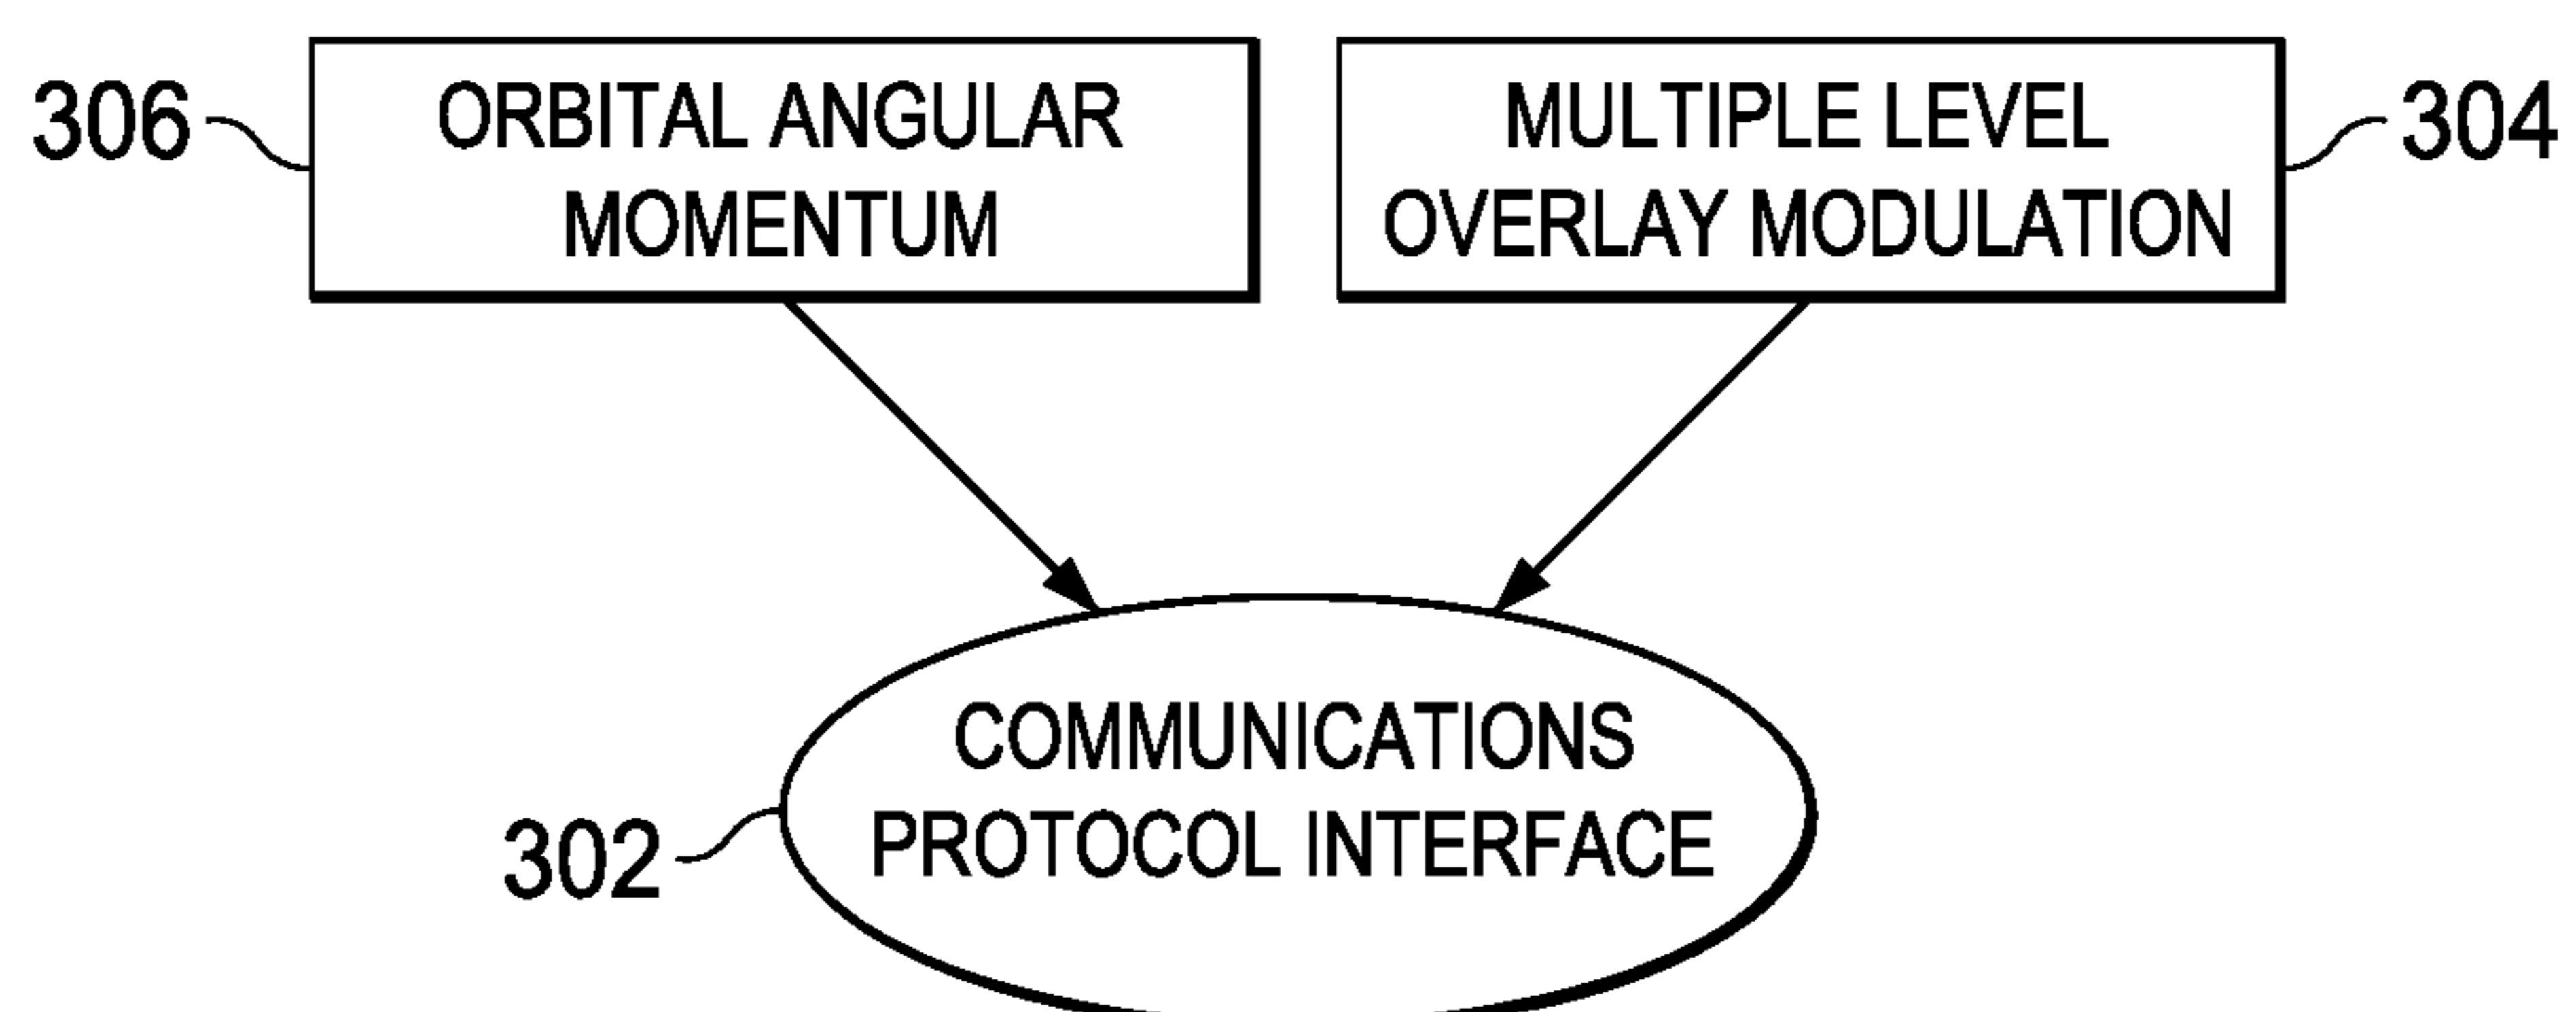 306
ORBITAL ANGULAR
MOMENTUM
MULTIPLE LEVEL
OVERLAY MODULATION
304
COMMUNICATIONS
PROTOCOL INTERFACE
302